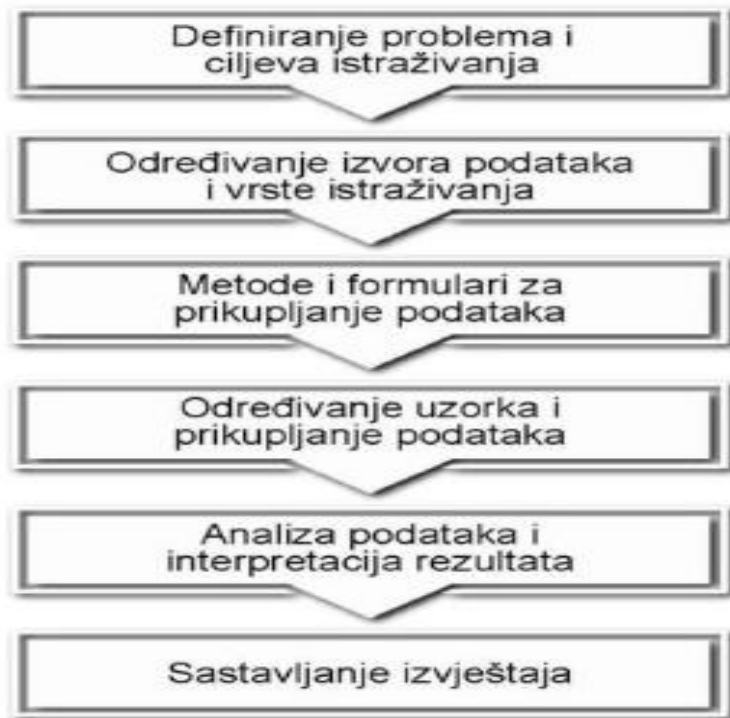 Definiranje problema i
ciljeva istraživanja
Određivanje izvora podataka
i vrste istraživanja
Metode i formulari za
prikupljanje podataka
Određivanje uzorka i
prikupljanje podataka
Analiza podataka i
interpretacija rezultata
Sastavljanje izvještaja